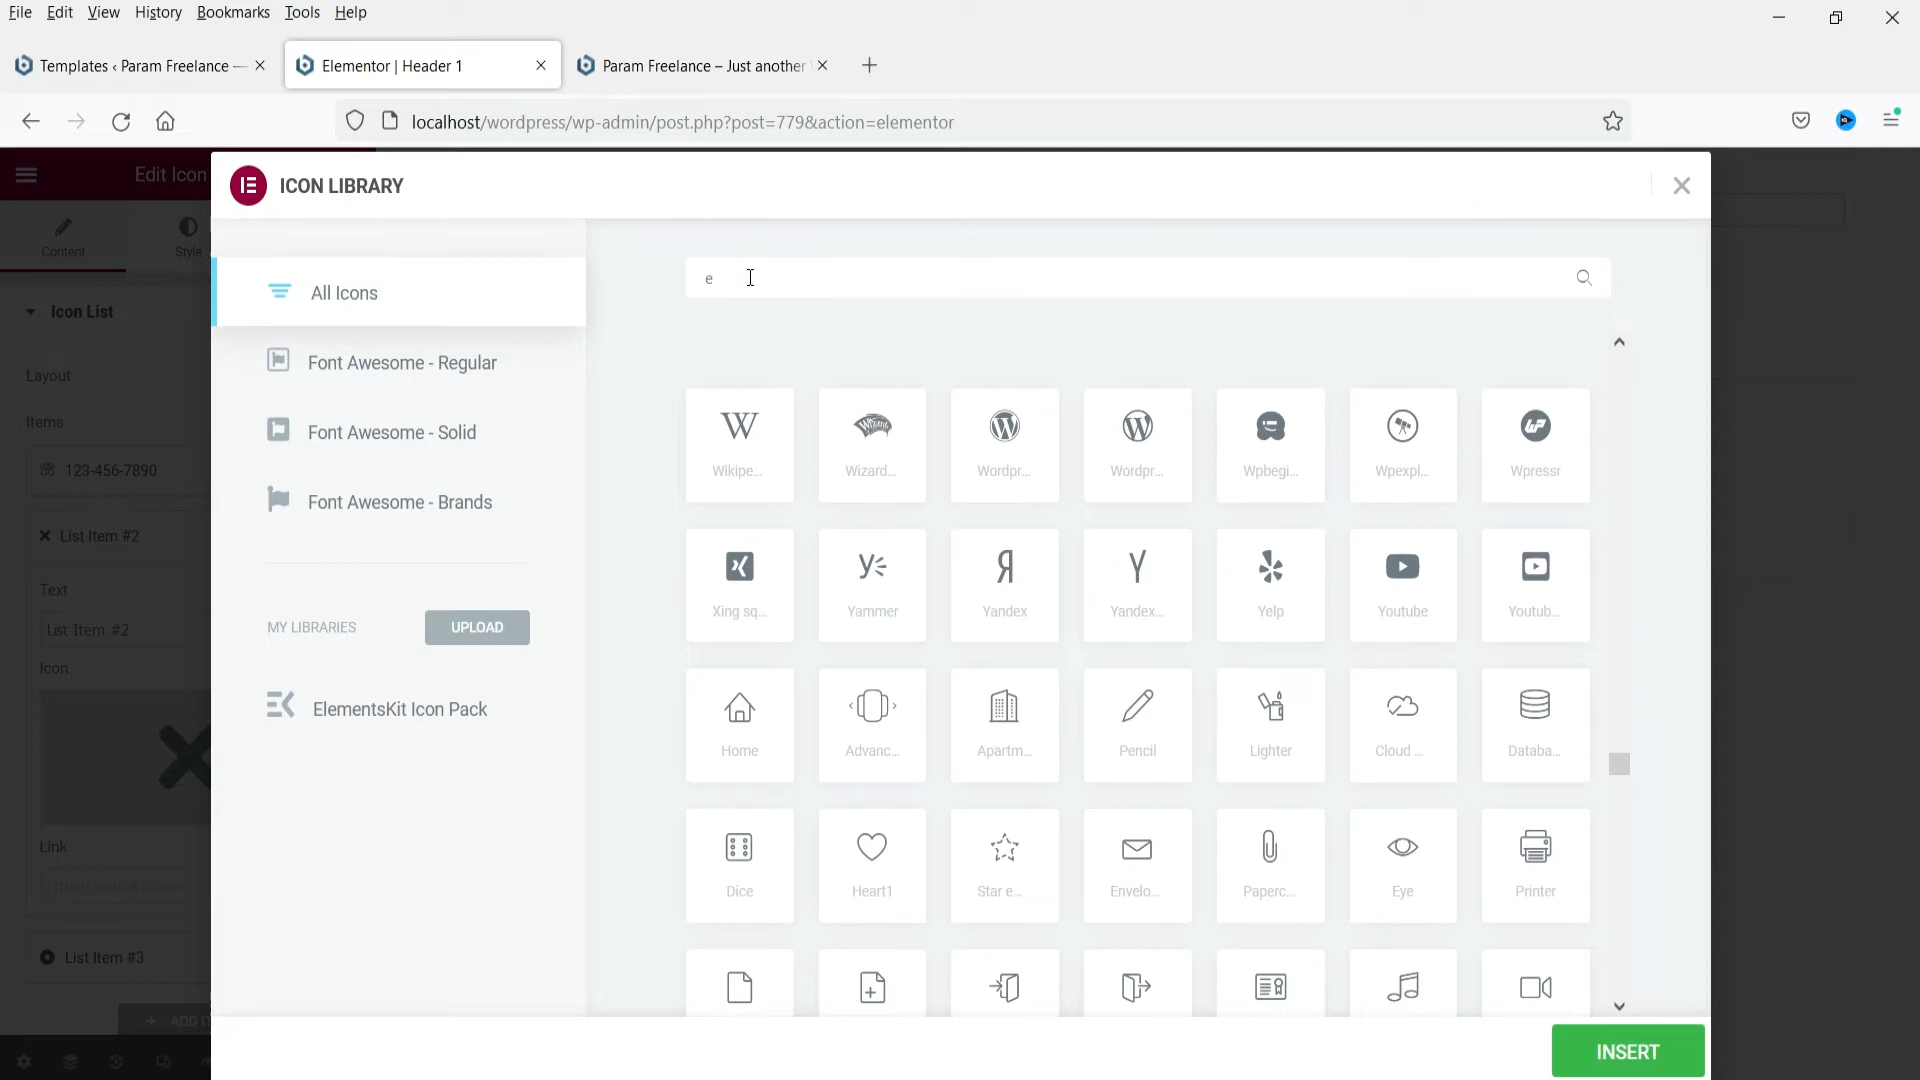 File Edit View History Bookmarks Tools Help
Templates ‹ Param Freelance —
Elementor | Header 1
Param Freelance – Just another
localhost/wordpress/wp-admin/post.php?post=779&action=elementor
Edit Icon
ICON LIBRARY
Content
Style
Icon List
Layout
Items
123-456-7890
List Item #2
Text
List Item #2
Icon
Link
List Item #3
All Icons
Font Awesome - Regular
Font Awesome - Solid
Font Awesome - Brands
MY LIBRARIES
UPLOAD
ElementsKit Icon Pack
e
Wikipe... Wizard... Wordpr... Wordpr... Wpbegi... Wpexpl... Wpressr
Xing sq... Yammer Yandex Yandex... Yelp Youtube Youtub...
Home Advanc... Apartm... Pencil Lighter Cloud ... Databa...
Dice Heart1 Star e... Envelo... Paperc... Eye Printer
INSERT